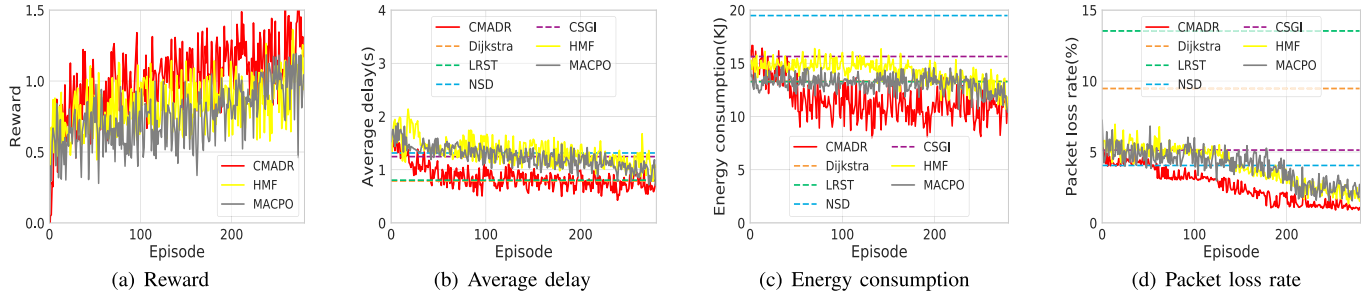 Reward
1.5
1.0
0.5
0.0
CMADR
HMF
MACPO
0
100
200
Episode
(a) Reward
Average delay(s)
4
3
2
1
0
CMADR
Dijkstra
LRST
NSD
CSGI
HMF
MACPO
0
100
200
Episode
(b) Average delay
Energy consumption(KJ)
20
15
10
5
0
CMADR
Dijkstra
LRST
NSD
CSGI
HMF
MACPO
0
100
200
Episode
(c) Energy consumption
Packet loss rate(%)
15
10
5
0
CMADR
Dijkstra
LRST
NSD
CSGI
HMF
MACPO
0
100
200
Episode
(d) Packet loss rate